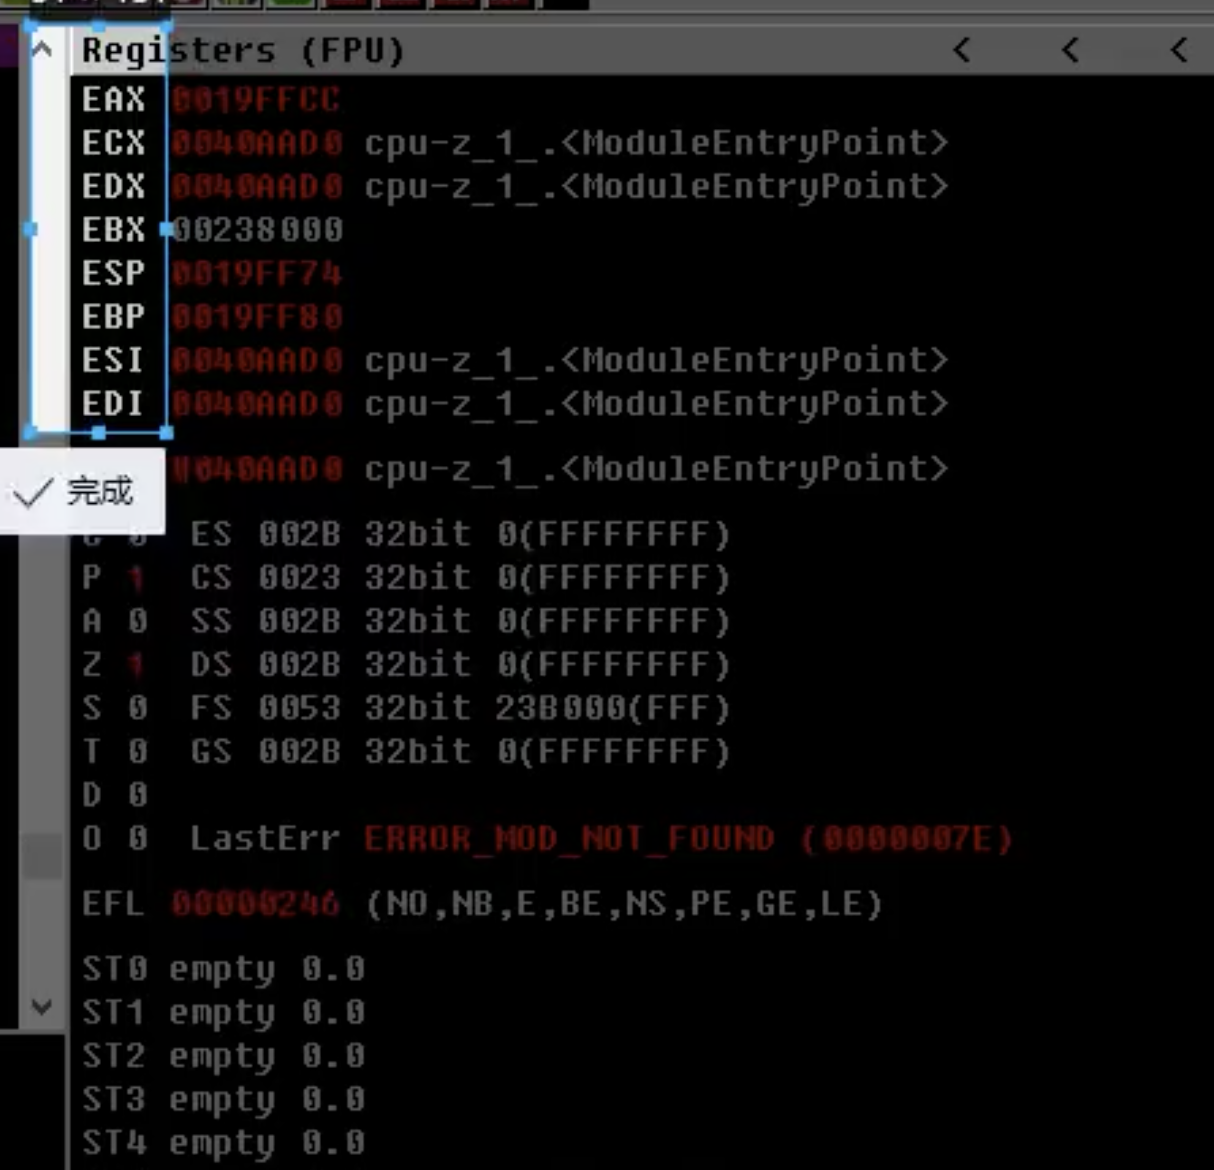 Registers (FPU) < < <
EAX 0019FFCC
ECX 0040AAD0 cpu-z_1_.<ModuleEntryPoint>
EDX 0040AAD0 cpu-z_1_.<ModuleEntryPoint>
EBX 00238000
ESP 0019FF74
EBP 0019FF80
ESI 0040AAD0 cpu-z_1_.<ModuleEntryPoint>
EDI 0040AAD0 cpu-z_1_.<ModuleEntryPoint>
040AAD0 cpu-z_1_.<ModuleEntryPoint>
完成
ES 002B 32bit 0(FFFFFFFF)
P 1 CS 0023 32bit 0(FFFFFFFF)
A 0 SS 002B 32bit 0(FFFFFFFF)
Z 1 DS 002B 32bit 0(FFFFFFFF)
S 0 FS 0053 32bit 23B000(FFF)
T 0 GS 002B 32bit 0(FFFFFFFF)
D 0
O 0 LastErr ERROR_MOD_NOT_FOUND (0000007E)
EFL 00000246 (NO,NB,E,BE,NS,PE,GE,LE)
ST0 empty 0.0
ST1 empty 0.0
ST2 empty 0.0
ST3 empty 0.0
ST4 empty 0.0